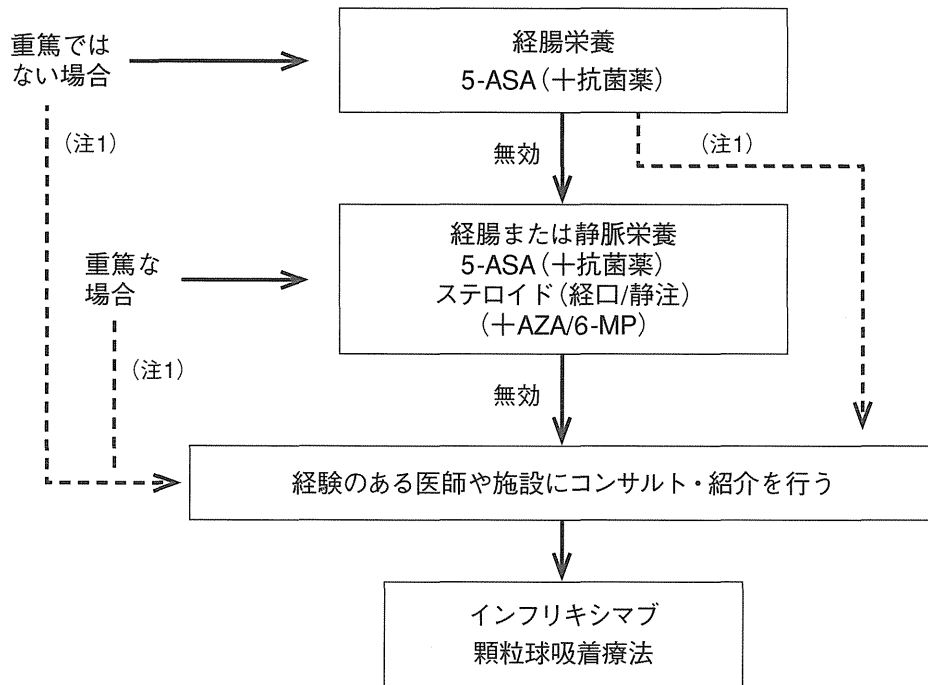 重篤では
ない場合
経腸栄養
5-ASA（＋抗菌薬）
（注1）
無効
（注1）
重篤な
場合
経腸または静脈栄養
5-ASA（＋抗菌薬）
ステロイド（経口/静注）
（＋AZA/6-MP）
（注1）
無効
経験のある医師や施設にコンサルト・紹介を行う
インフリキシマブ
顆粒球吸着療法